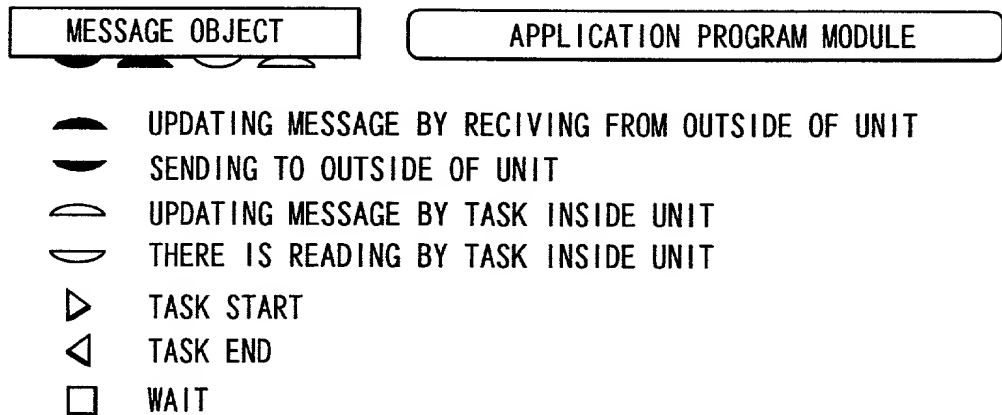 MESSAGE OBJECT
APPLICATION PROGRAM MODULE
UPDATING MESSAGE BY RECIVING FROM OUTSIDE OF UNIT
SENDING TO OUTSIDE OF UNIT
UPDATING MESSAGE BY TASK INSIDE UNIT
THERE IS READING BY TASK INSIDE UNIT
TASK START
TASK END
WAIT